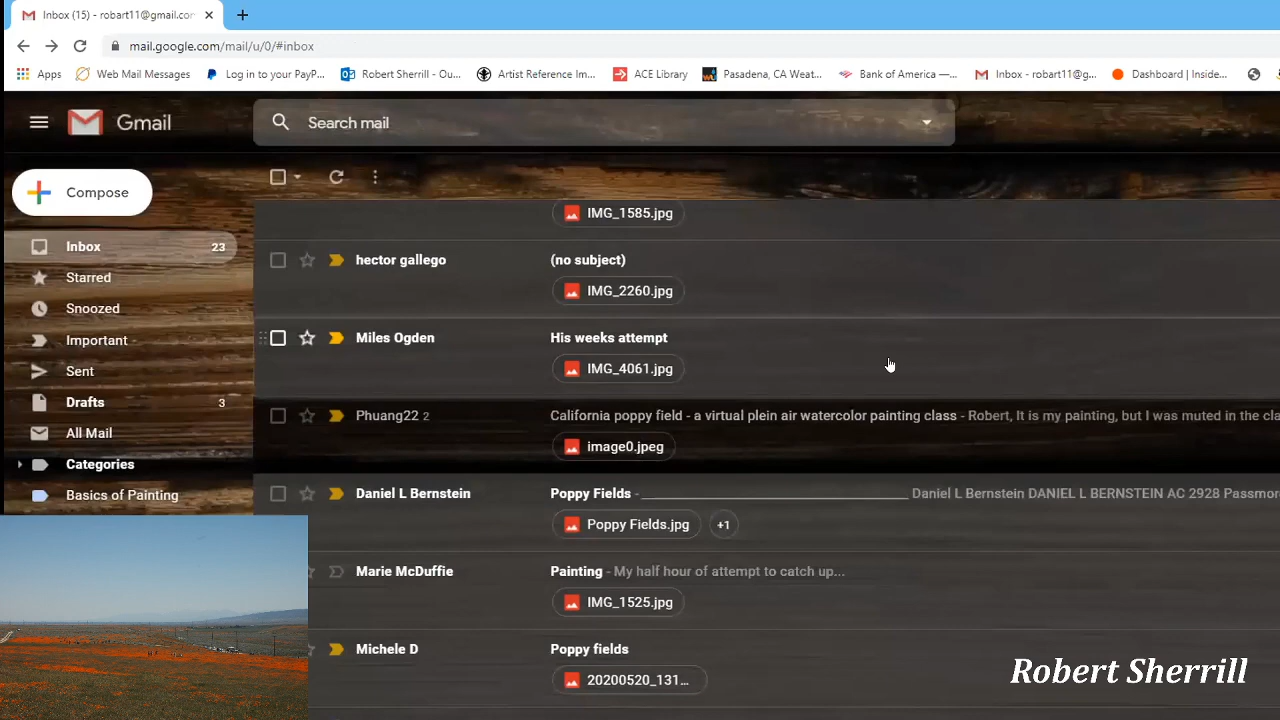 Inbox (15) - robart11@gmail.com
mail.google.com/mail/u/0/#inbox
Apps Web Mail Messages Log in to your PayP... Robert Sherrill - Ou... Artist Reference Im... ACE Library Pasadena, CA Weat... Bank of America —... Inbox - robart11@g... Dashboard | Inside...
Gmail
Search mail
Compose
IMG_1585.jpg
Inbox 23
hector gallego (no subject)
Starred
IMG_2260.jpg
Snoozed
Important
Miles Ogden His weeks attempt
Sent
IMG_4061.jpg
Drafts 3
Phuang22 2 California poppy field - a virtual plein air watercolor painting class - Robert, It is my painting, but I was muted in the cla
All Mail
image0.jpeg
Categories
Basics of Painting
Daniel L Bernstein Poppy Fields - ______________________________ Daniel L Bernstein DANIEL L BERNSTEIN AC 2928 Passmor
Poppy Fields.jpg +1
Marie McDuffie Painting - My half hour of attempt to catch up...
IMG_1525.jpg
Michele D Poppy fields
20200520_131...
Robert Sherrill